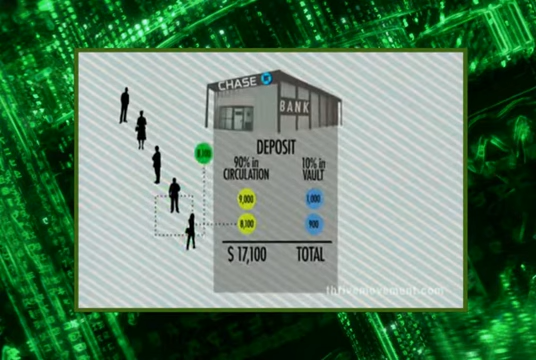 CHASE
BANK
DEPOSIT
90% in
CIRCULATION
10% in
VAULT
9,000
1,000
8,100
900
$ 17,100
TOTAL
thrivemovement.com